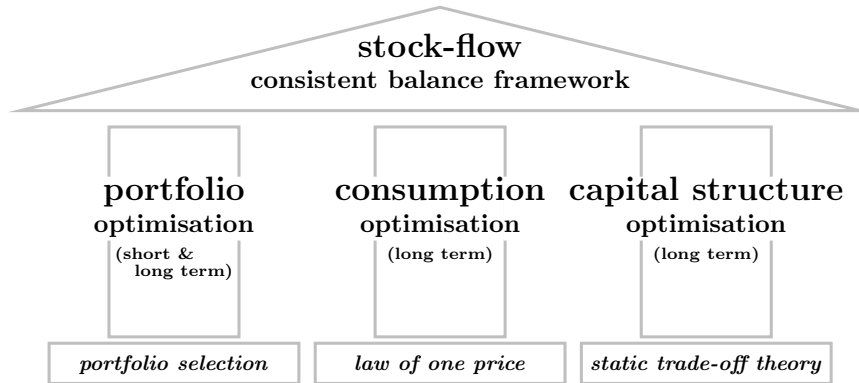 stock-flow
consistent balance framework
portfolio
optimisation
(short &
long term)
consumption
optimisation
(long term)
capital structure
optimisation
(long term)
portfolio selection
law of one price
static trade-off theory